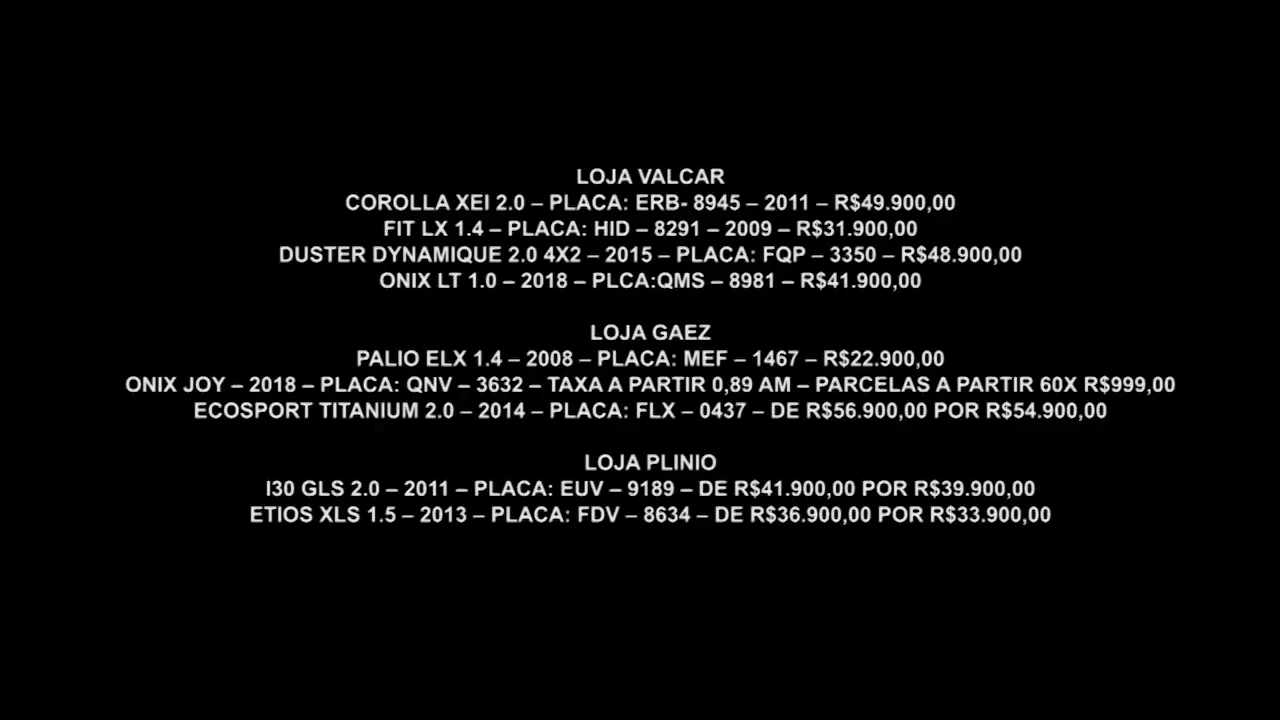 LOJA VALCAR
COROLLA XEI 2.0 – PLACA: ERB- 8945 – 2011 – R$49.900,00
FIT LX 1.4 – PLACA: HID – 8291 – 2009 – R$31.900,00
DUSTER DYNAMIQUE 2.0 4X2 – 2015 – PLACA: FQP – 3350 – R$48.900,00
ONIX LT 1.0 – 2018 – PLCA:QMS – 8981 – R$41.900,00
LOJA GAEZ
PALIO ELX 1.4 – 2008 – PLACA: MEF – 1467 – R$22.900,00
ONIX JOY – 2018 – PLACA: QNV – 3632 – TAXA A PARTIR 0,89 AM – PARCELAS A PARTIR 60X R$999,00
ECOSPORT TITANIUM 2.0 – 2014 – PLACA: FLX – 0437 – DE R$56.900,00 POR R$54.900,00
LOJA PLINIO
I30 GLS 2.0 – 2011 – PLACA: EUV – 9189 – DE R$41.900,00 POR R$39.900,00
ETIOS XLS 1.5 – 2013 – PLACA: FDV – 8634 – DE R$36.900,00 POR R$33.900,00